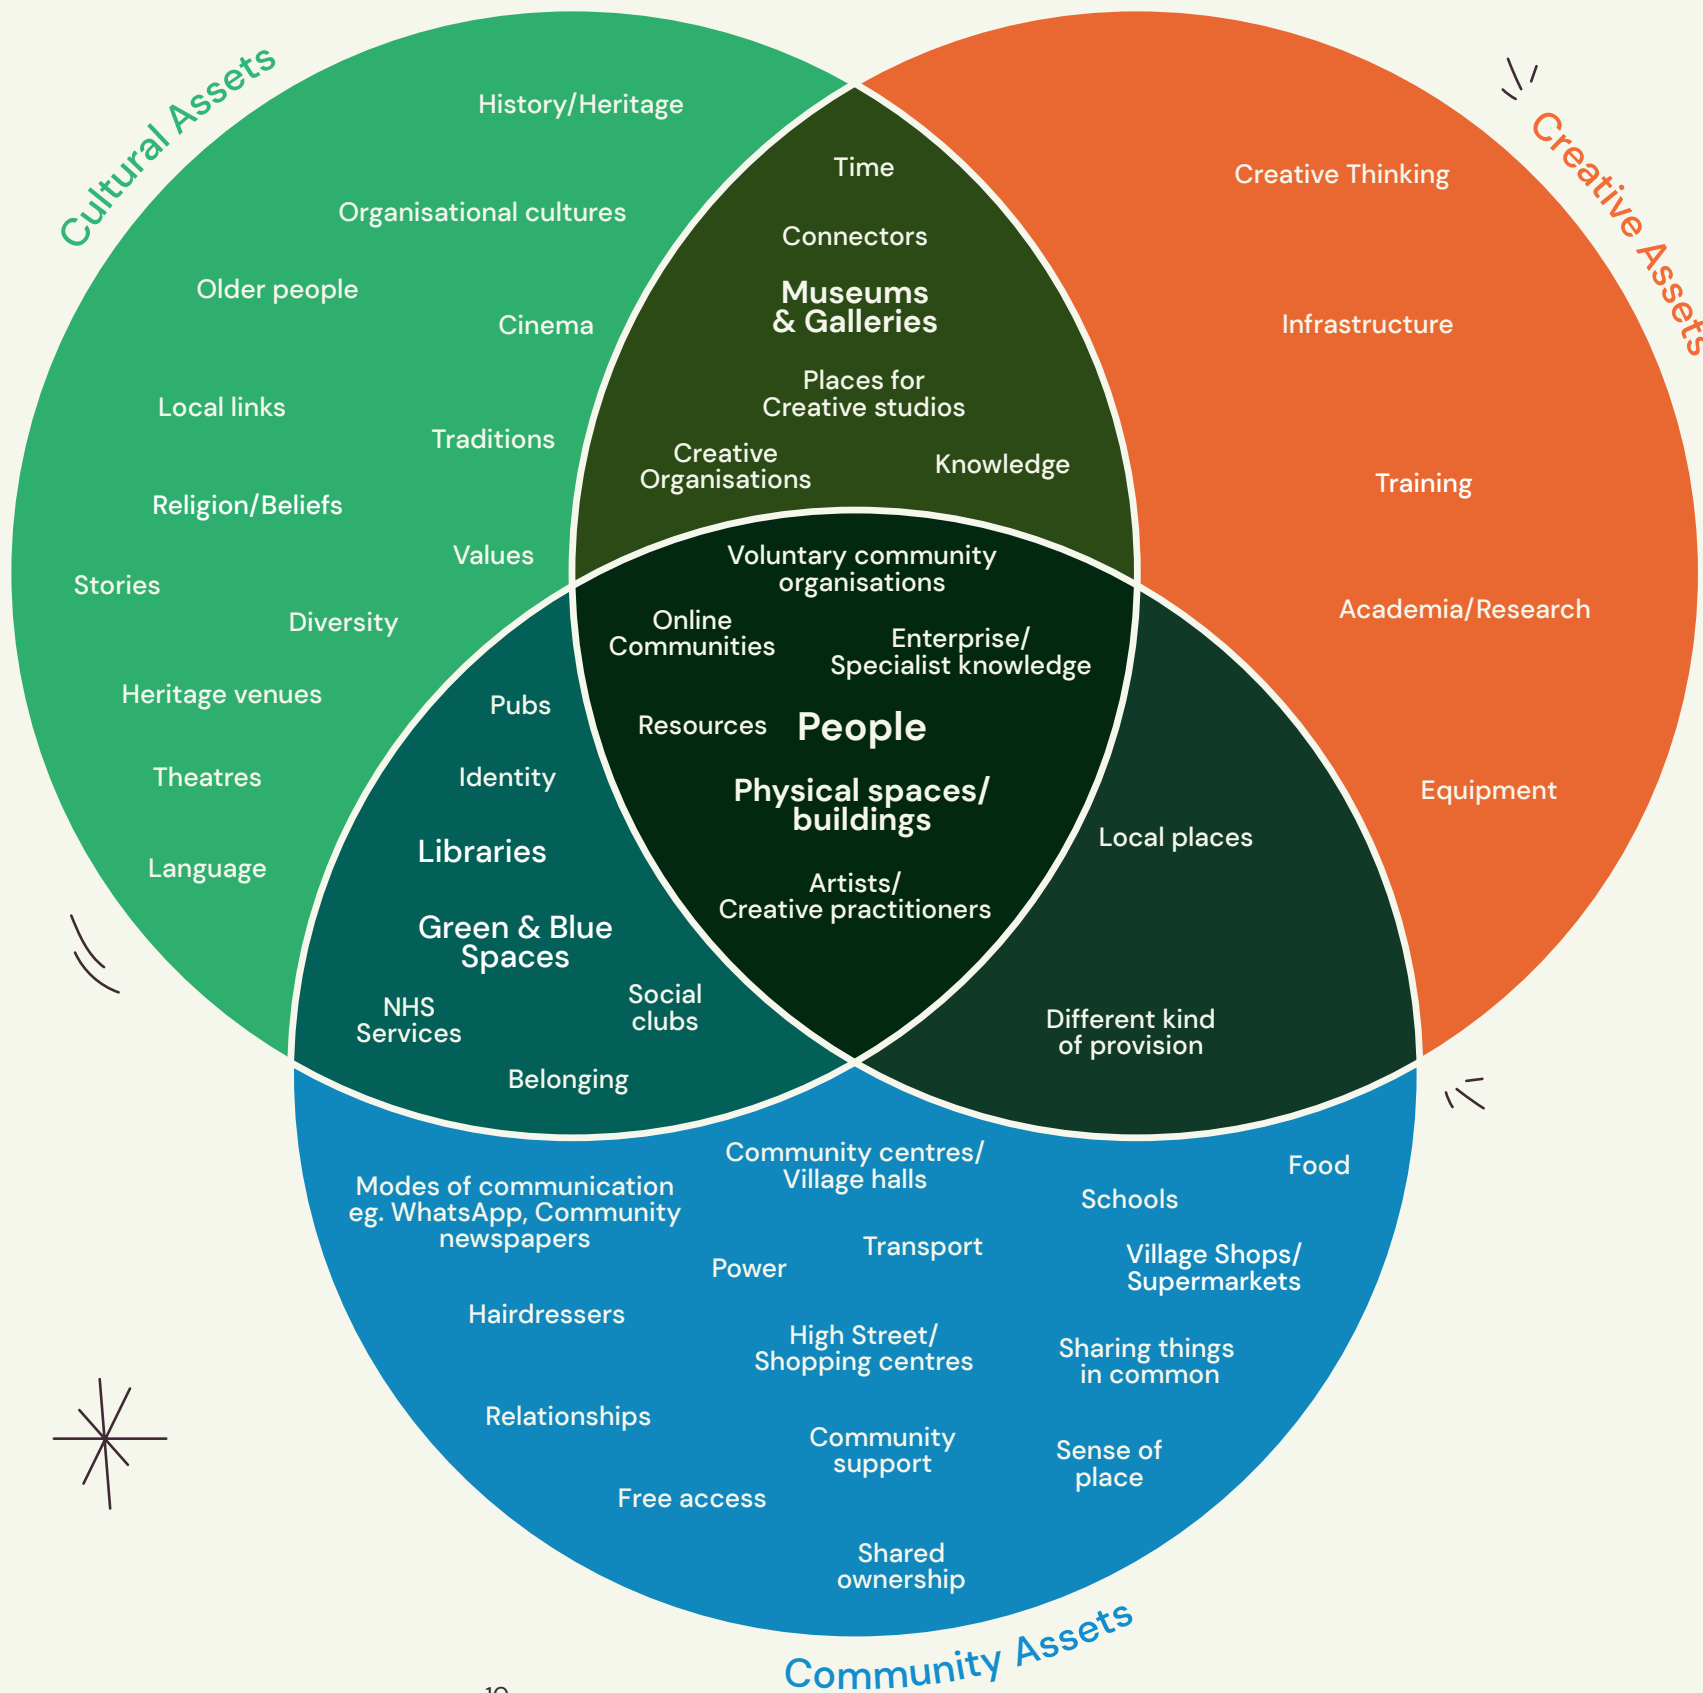 Cultural Assets
History/Heritage
Organisational cultures
Older people
Cinema
Local links
Traditions
Religion/Beliefs
Values
Stories
Diversity
Heritage venues
Theatres
Language
Time
Connectors
Museums
& Galleries
Places for
Creative studios
Creative
Organisations
Knowledge
Creative Assets
Creative Thinking
Infrastructure
Training
Academia/Research
Equipment
Voluntary community
organisations
Online
Communities
Enterprise/
Specialist knowledge
Resources
People
Physical spaces/
buildings
Artists/
Creative practitioners
Pubs
Identity
Libraries
Green & Blue
Spaces
NHS
Services
Social
clubs
Belonging
Local places
Different kind
of provision
Community centres/
Village halls
Food
Modes of communication
eg. WhatsApp, Community
newspapers
Schools
Transport
Power
Village Shops/
Supermarkets
Hairdressers
High Street/
Shopping centres
Sharing things
in common
Relationships
Community
support
Sense of
place
Free access
Shared
ownership
Community Assets